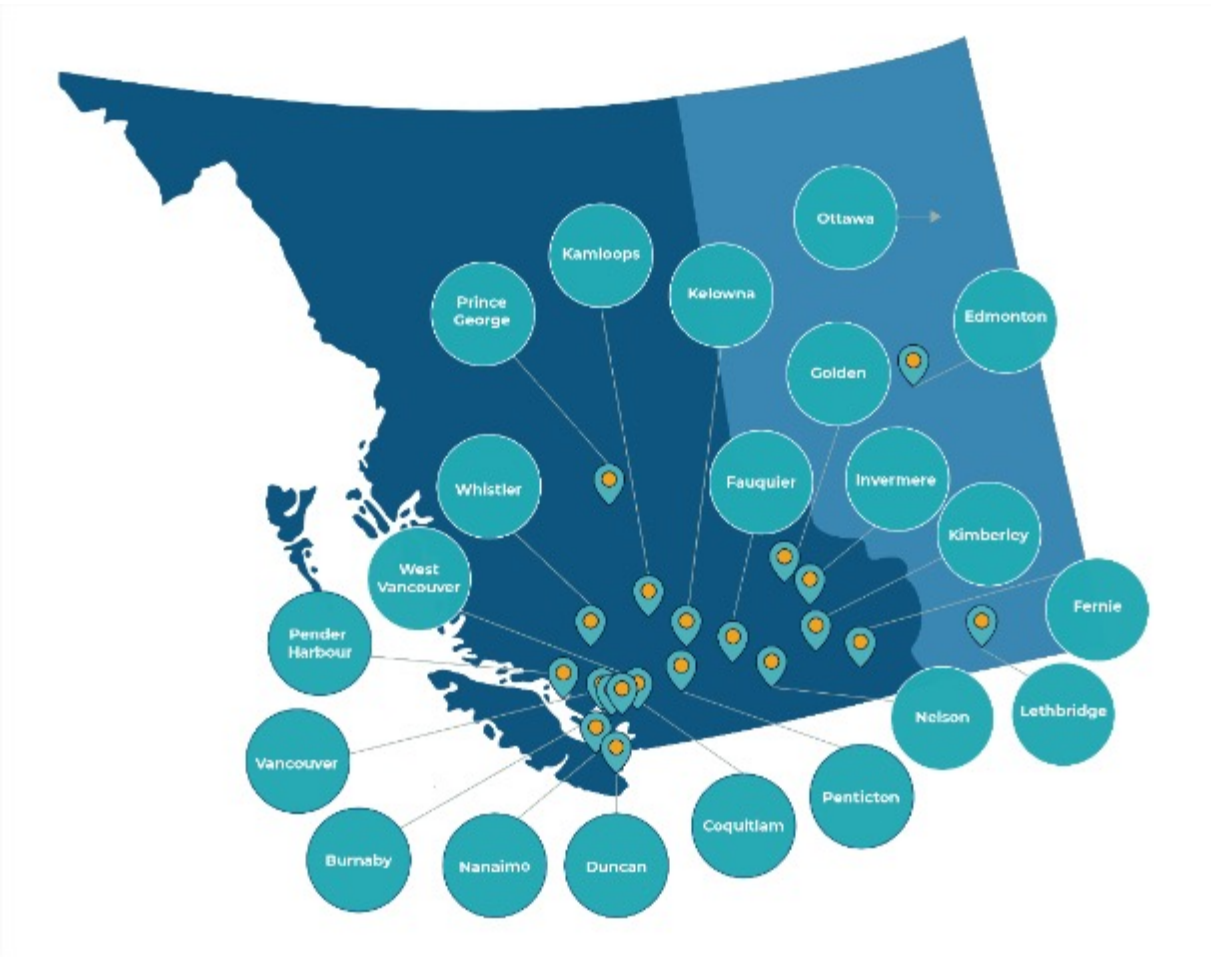 Ottawa
Kamloops
Kelowna
Prince
George
Edmonton
Golden
Whistler
Fauquier
Invermere
Kimberley
West
Vancouver
Fernie
Pender
Harbour
Nelson
Lethbridge
Vancouver
Penticton
Coquitlam
Burnaby
Nanaimo
Duncan